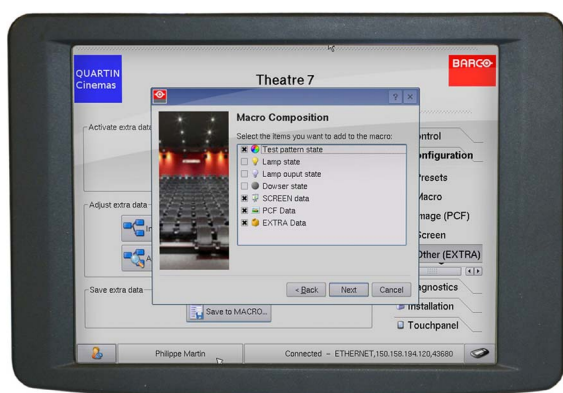 BARCO
QUARTIN
Cinemas
Theatre 7
? ×
Macro Composition
Select the items you want to add to the macro:
Test pattern state
Lamp state
Lamp ouput state
Dowser state
SCREEN data
PCF Data
EXTRA Data
< Back
Next
Cancel
Activate extra data
Adjust extra data
In
A
Save extra data
Save to MACRO...
ntrol
onfiguration
Presets
Macro
mage (PCF)
Screen
Other (EXTRA)
agnostics
Installation
Touchpanel
Philippe Martin
Connected - ETHERNET,150.158.194.120,43680